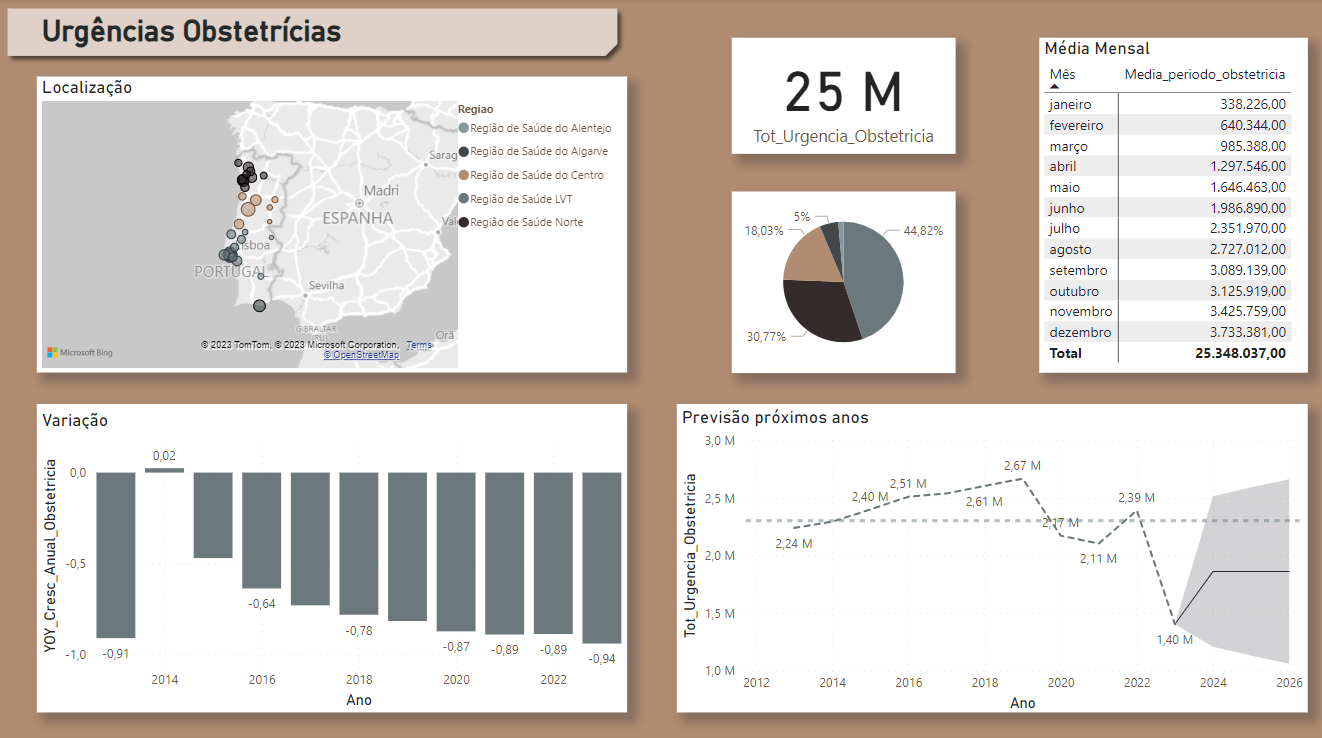 Urgências Obstetrícias
Localização
Regiao
Região de Saúde do Alentejo
Região de Saúde do Algarve
Região de Saúde do Centro
Região de Saúde LVT
Região de Saúde Norte
Sarag
Madri
ESPANHA
Val
isboa
PORTUGAL
Sevilha
GIBRALTAR
Orã
Microsoft Bing
© 2023 TomTom, © 2023 Microsoft Corporation, Terms
© OpenStreetMap
25 M
Tot_Urgencia_Obstetricia
5%
18,03%
44,82%
30,77%
Média Mensal
Mês Media_periodo_obstetricia
janeiro 338.226,00
fevereiro 640.344,00
março 985.388,00
abril 1.297.546,00
maio 1.646.463,00
junho 1.986.890,00
julho 2.351.970,00
agosto 2.727.012,00
setembro 3.089.139,00
outubro 3.125.919,00
novembro 3.425.759,00
dezembro 3.733.381,00
Total 25.348.037,00
Variação
YOY_Cresc_Anual_Obstetricia
0,0
-0,5
-1,0
0,02
-0,91
-0,64
-0,78
-0,87
-0,89
-0,89
-0,94
2014 2016 2018 2020 2022
Ano
Previsão próximos anos
Tot_Urgencia_Obstetricia
3,0 M
2,5 M
2,0 M
1,5 M
1,0 M
2,24 M
2,40 M
2,51 M
2,61 M
2,67 M
2,17 M
2,11 M
2,39 M
1,40 M
2012 2014 2016 2018 2020 2022 2024 2026
Ano